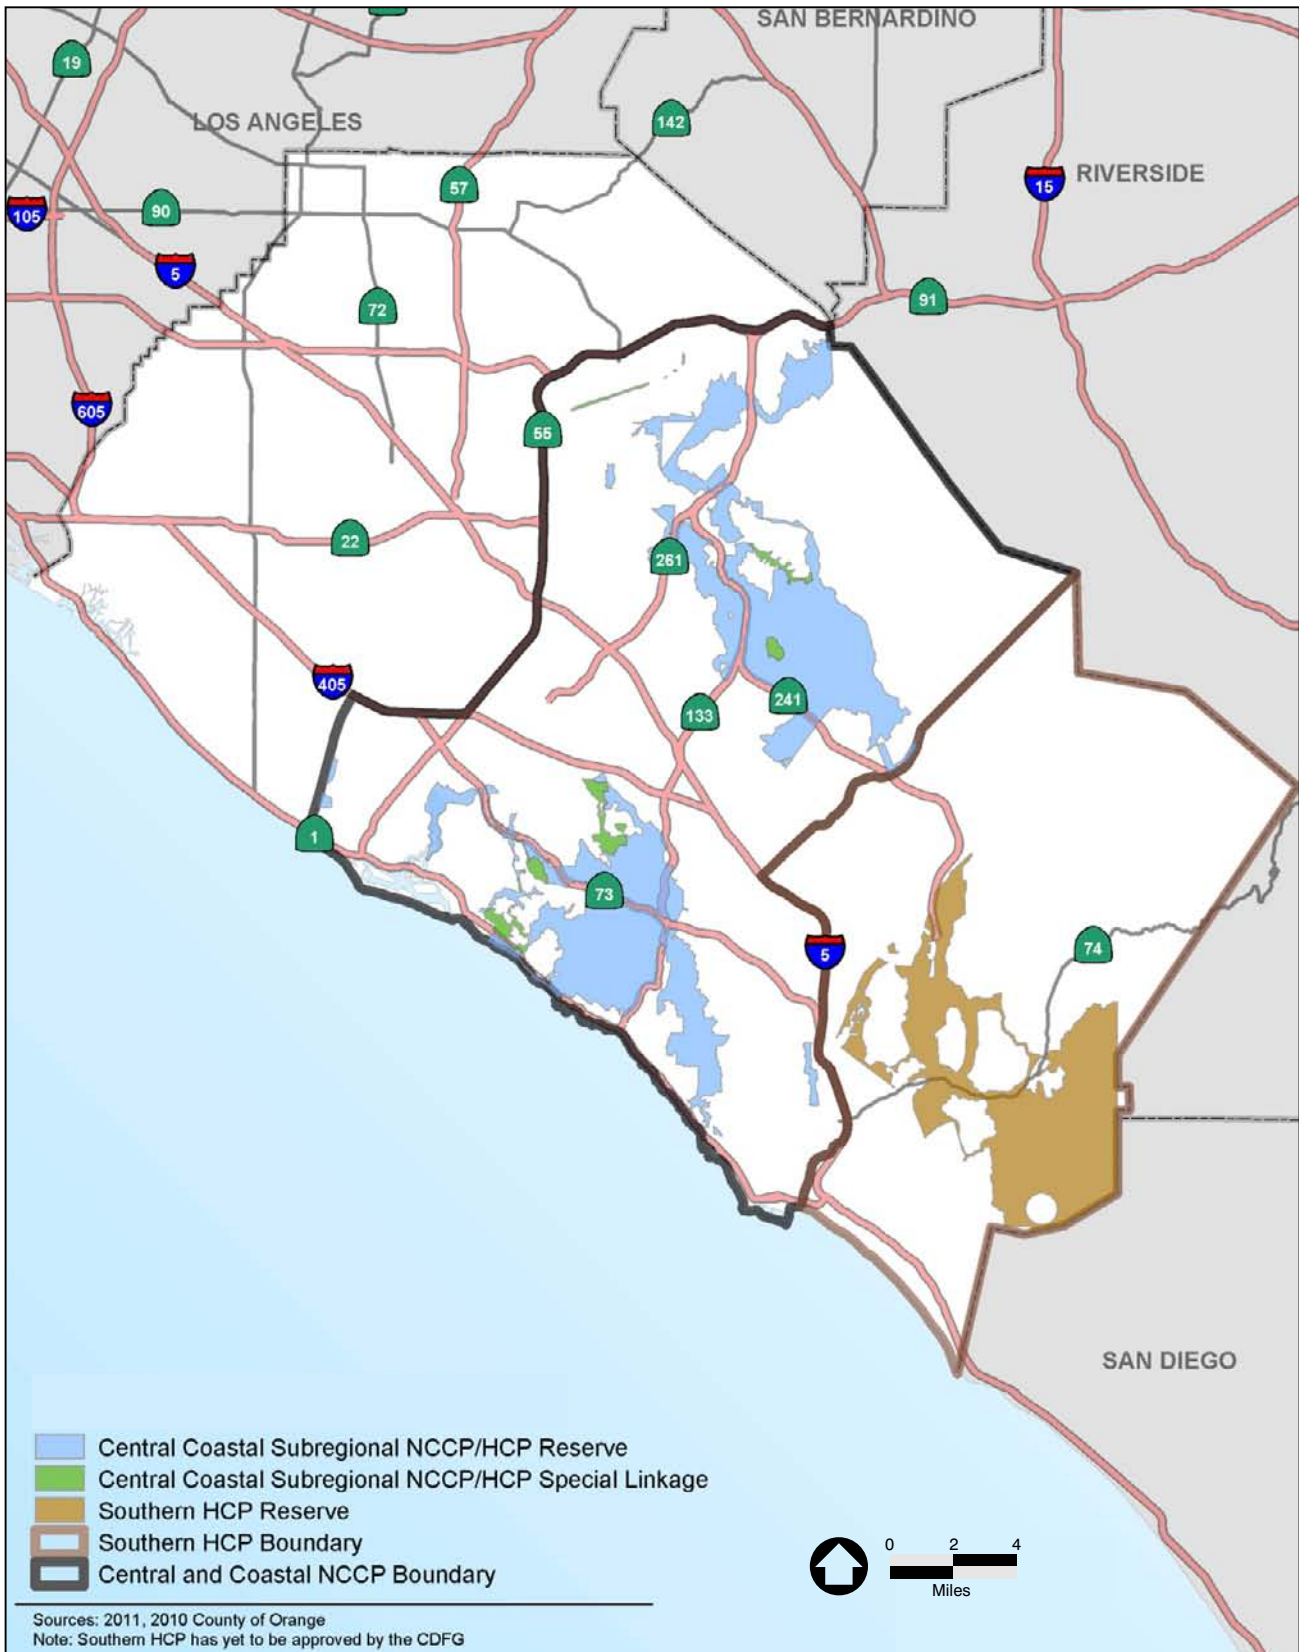 SAN BERNARDINO
19
LOS ANGELES
142
57
15
RIVERSIDE
105
90
5
72
91
605
55
22
261
405
133
241
1
73
5
74
SAN DIEGO
Central Coastal Subregional NCCP/HCP Reserve
Central Coastal Subregional NCCP/HCP Special Linkage
Southern HCP Reserve
Southern HCP Boundary
Central and Coastal NCCP Boundary
0 2 4
Miles
Sources: 2011, 2010 County of Orange
Note: Southern HCP has yet to be approved by the CDFG